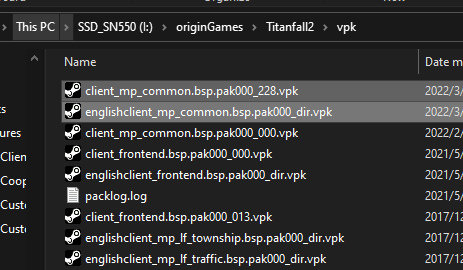 This PC > SSD_SN550 (I:) > originGames > Titanfall2 > vpk
Name Date m
client_mp_common.bsp.pak000_228.vpk 2022/3/
englishclient_mp_common.bsp.pak000_dir.vpk 2022/3/
client_mp_common.bsp.pak000_000.vpk 2022/2/
ts client_frontend.bsp.pak000_000.vpk 2021/5/
ures englishclient_frontend.bsp.pak000_dir.vpk 2021/5/
Clien packlog.log 2021/5/
Coop client_frontend.bsp.pak000_013.vpk 2017/12
Custo englishclient_mp_lf_township.bsp.pak000_dir.vpk 2017/12
Custo englishclient_mp_lf_traffic.bsp.pak000_dir.vpk 2017/12